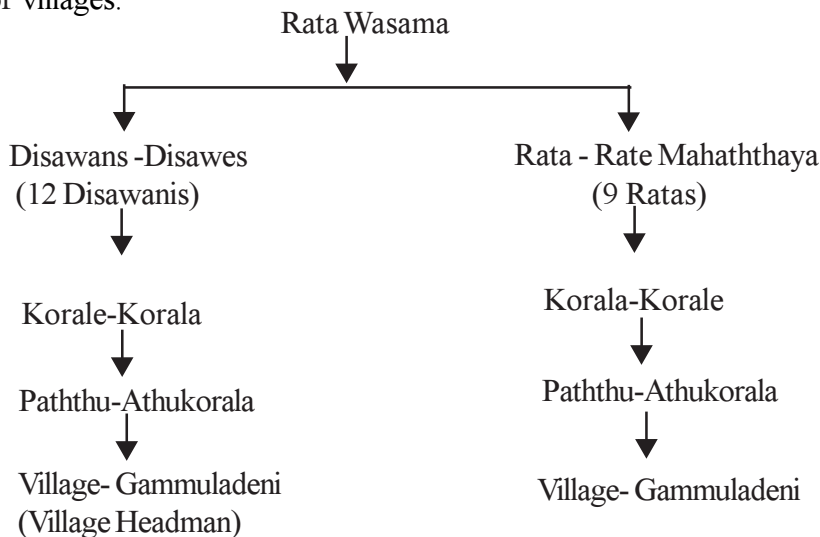 villages.
Rata Wasama
Disawans -Disawes
(12 Disawanis)
Rata - Rate Mahaththaya
(9 Ratas)
Korale-Korala
Korala-Korale
Paththu-Athukorala
Paththu-Athukorala
Village- Gammuladeni
(Village Headman)
Village- Gammuladeni